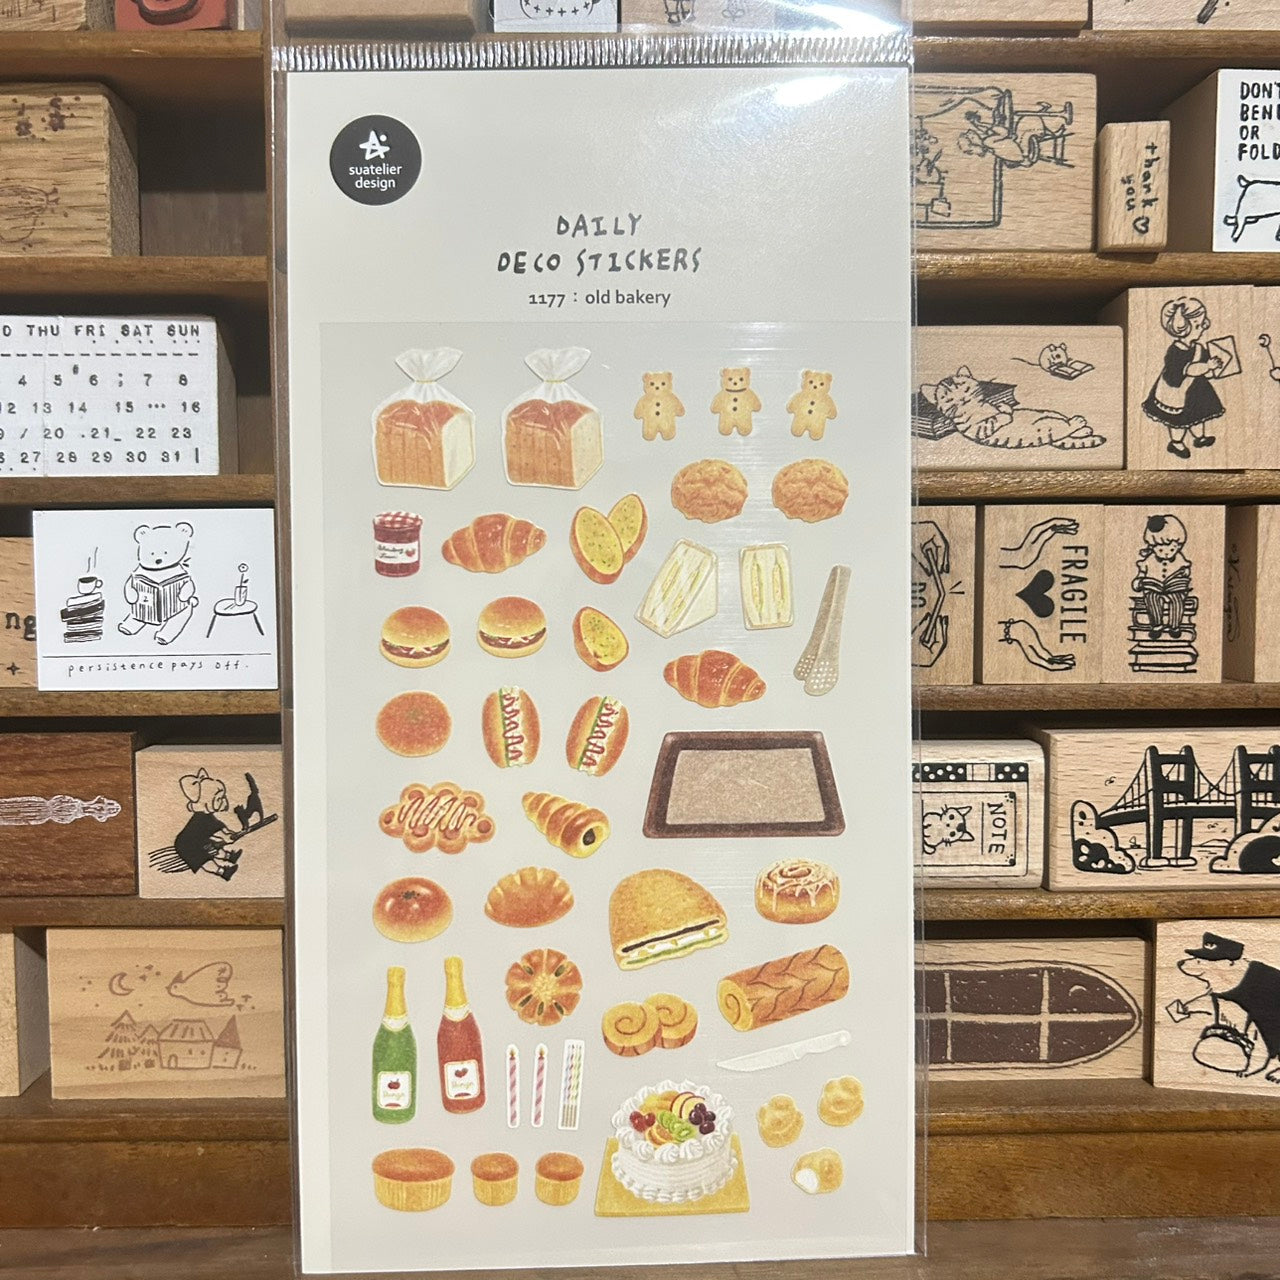 suatelier
design
DAILY
DECO STICKERS
1177 : old bakery
THU FRI SAT SUN
4 5 6 ; 7 8
12 13 14 15 ... 16
20 .21_ 22 23
27 28 29 30 31
persistence pays off.
DON'T
BEND
OR
FOLD
thank
you
FRAGILE
NOTE